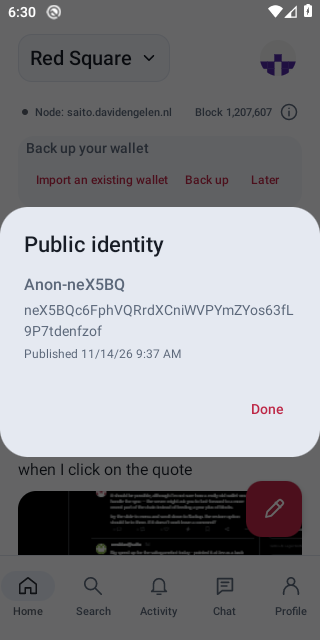 6:30
Red Square
Node: saito.davidengelen.nl Block 1,207,607
Back up your wallet
Import an existing wallet Back up Later
Public identity
Anon-neX5BQ
neX5BQc6FphVQRrdXCniWVPYmZYos63fL
9P7tdenfzof
Published 11/14/26 9:37 AM
Done
when I click on the quote
Home Search Activity Chat Profile